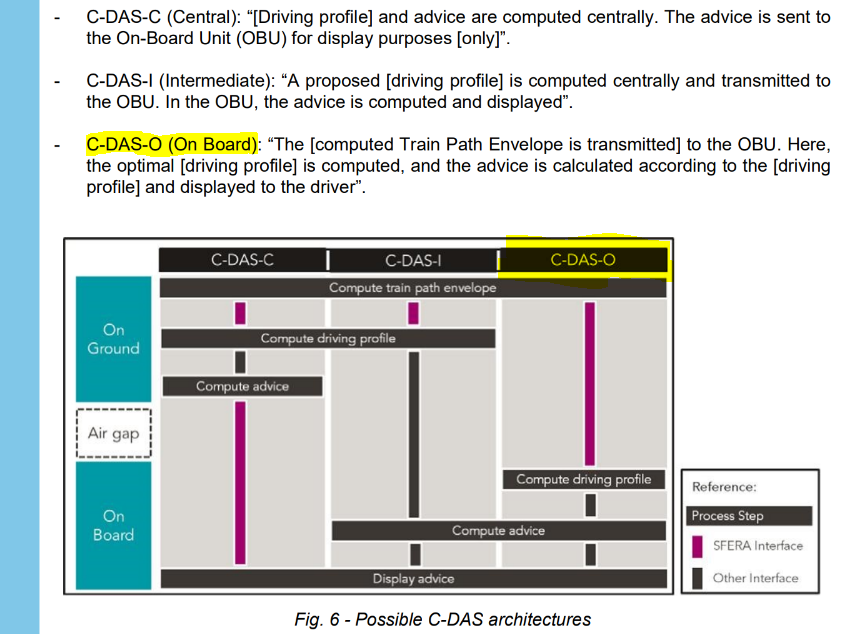 - C-DAS-C (Central): “[Driving profile] and advice are computed centrally. The advice is sent to
the On-Board Unit (OBU) for display purposes [only]”.
- C-DAS-I (Intermediate): “A proposed [driving profile] is computed centrally and transmitted to
the OBU. In the OBU, the advice is computed and displayed”.
- C-DAS-O (On Board): “The [computed Train Path Envelope is transmitted] to the OBU. Here,
the optimal [driving profile] is computed, and the advice is calculated according to the [driving
profile] and displayed to the driver”.
C-DAS-C
C-DAS-I
C-DAS-O
Compute train path envelope
On
Ground
Compute driving profile
Compute advice
Air gap
Compute driving profile
On
Board
Compute advice
Display advice
Reference:
Process Step
SFERA Interface
Other Interface
Fig. 6 - Possible C-DAS architectures